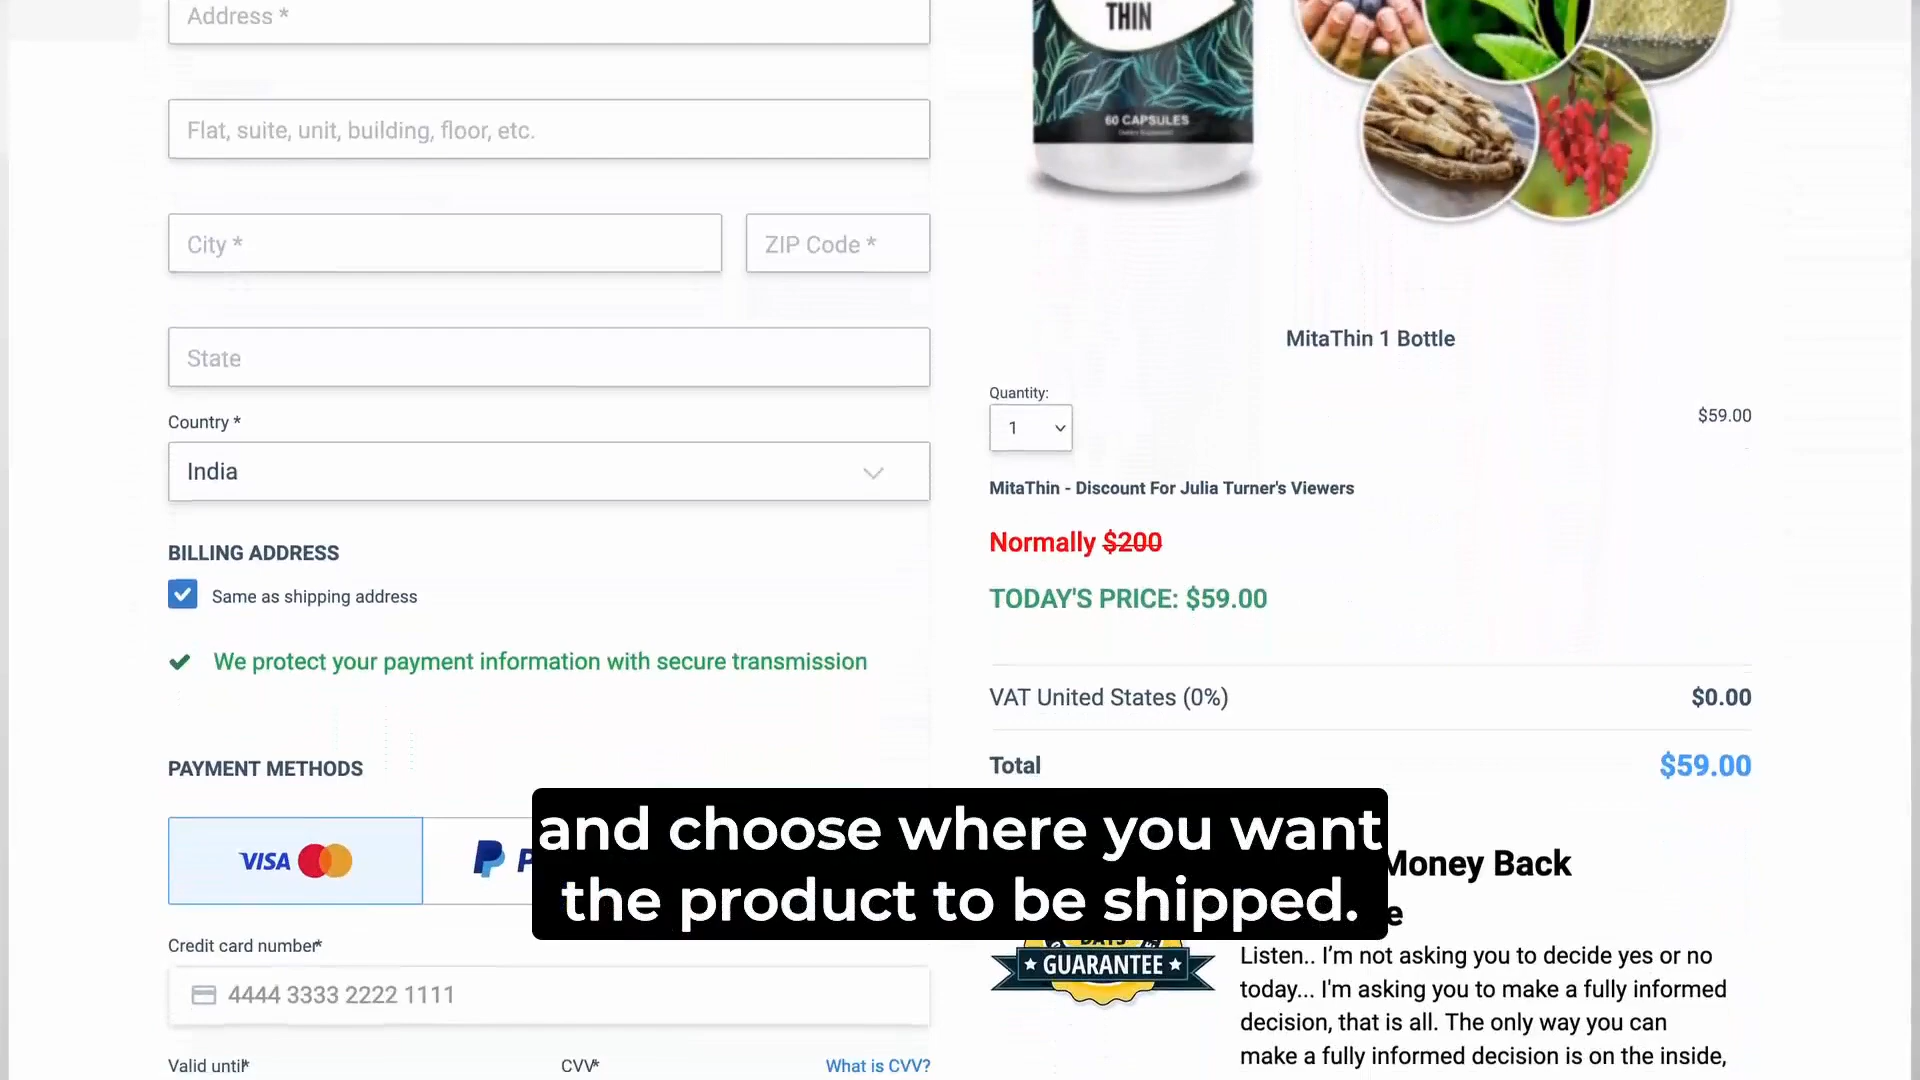 Address *
Flat, suite, unit, building, floor, etc.
City *
ZIP Code *
State
Country *
India
BILLING ADDRESS
Same as shipping address
We protect your payment information with secure transmission
PAYMENT METHODS
VISA
P
Credit card number*
4444 3333 2222 1111
Valid until*
CVV*
What is CVV?
THIN
60 CAPSULES
MitaThin 1 Bottle
Quantity:
1
$59.00
MitaThin - Discount For Julia Turner's Viewers
Normally $200
TODAY'S PRICE: $59.00
VAT United States (0%)
$0.00
Total
$59.00
Money Back
e
DAYS
GUARANTEE
Listen.. I’m not asking you to decide yes or no
today... I'm asking you to make a fully informed
decision, that is all. The only way you can
make a fully informed decision is on the inside,
and choose where you want
the product to be shipped.